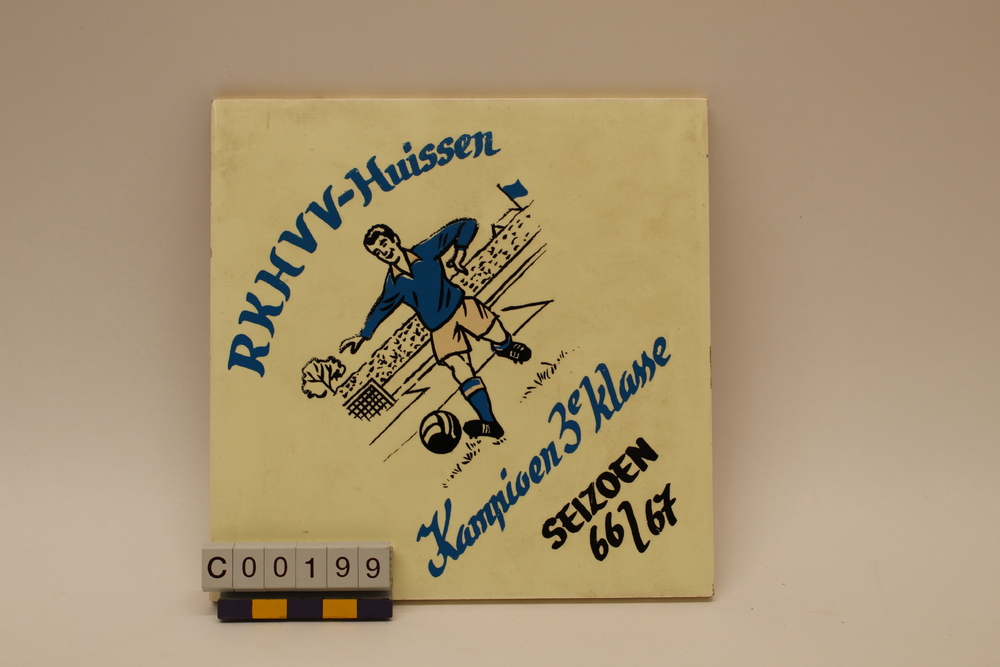 RKHVV-Huissen
Kampioen 3e klasse
SEIZOEN
66/67
C00199